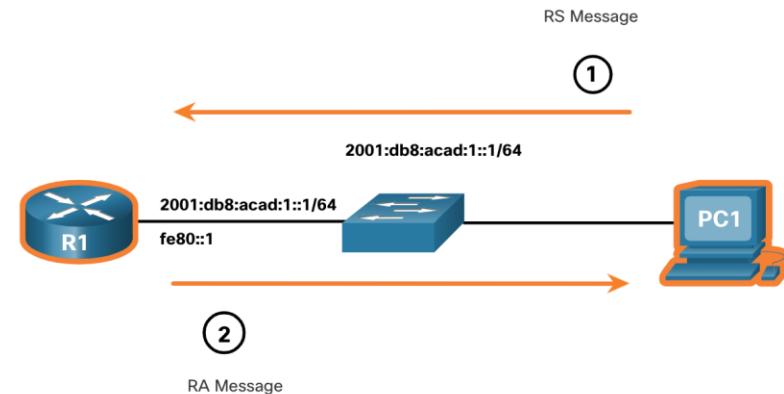 RS Message
1
2001:db8:acad:1::1/64
2001:db8:acad:1::1/64
R1
fe80::1
PC1
2
RA Message